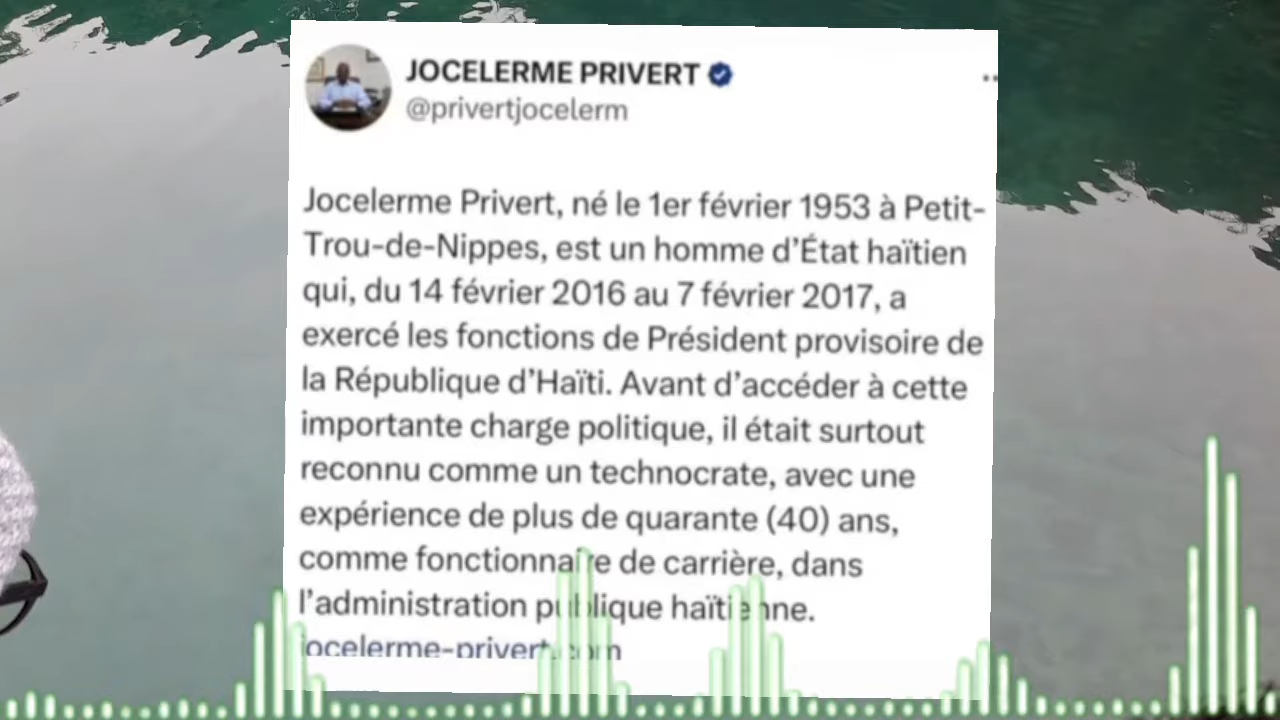 JOCELERME PRIVERT
@privertjocelerm
Jocelerme Privert, né le 1er février 1953 à Petit-
Trou-de-Nippes, est un homme d'État haïtien
qui, du 14 février 2016 au 7 février 2017, a
exercé les fonctions de Président provisoire de
la République d'Haïti. Avant d'accéder à cette
importante charge politique, il était surtout
reconnu comme un technocrate, avec une
expérience de plus de quarante (40) ans,
comme fonctionnaire de carrière, dans
l'administration publique haïtienne.
jocelerme-privert.com